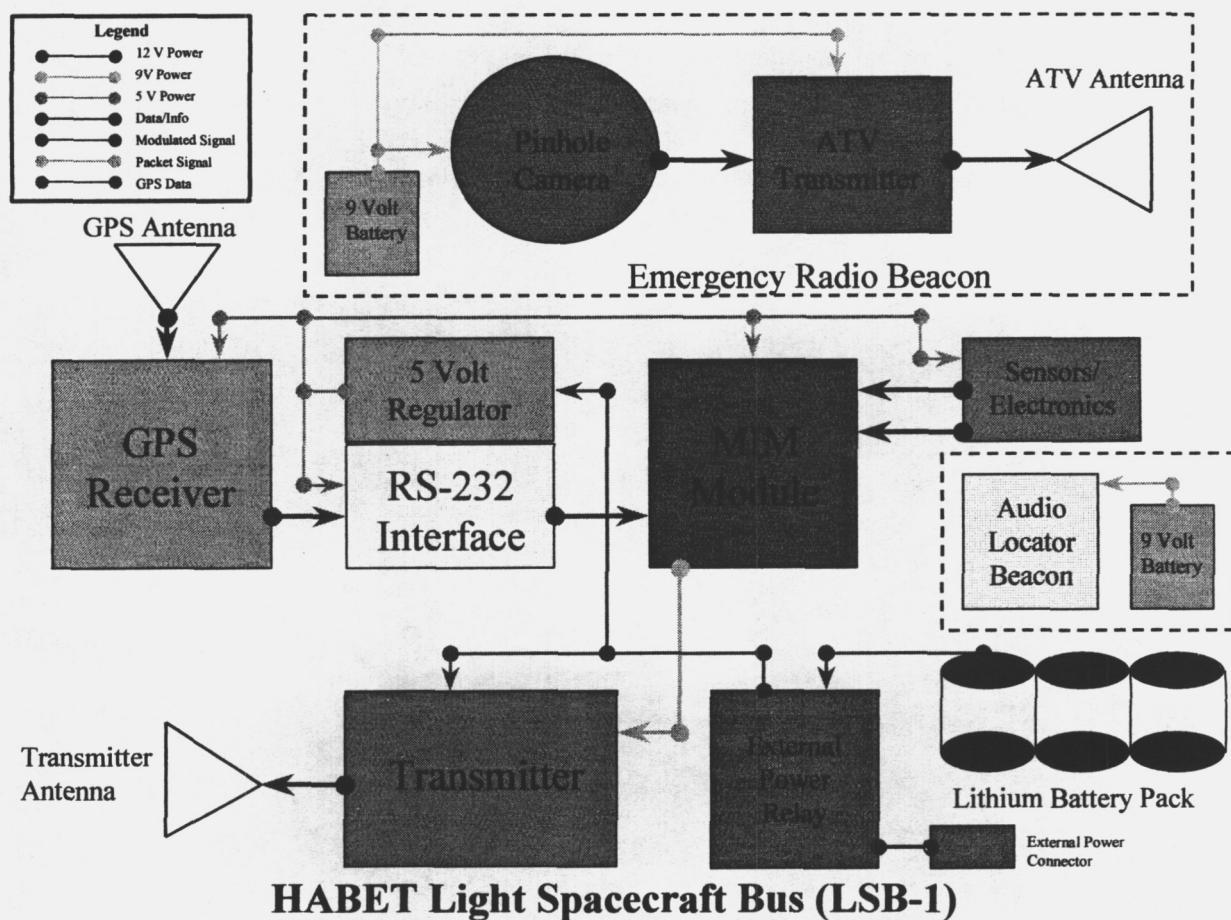 Legend
12 V Power
9V Power
5 V Power
Data/Info
Modulated Signal
Packet Signal
GPS Data
ATV Antenna
Pinhole
Camera
ATV
Transmitter
9 Volt
Battery
Emergency Radio Beacon
GPS Antenna
5 Volt
Regulator
GPS
Receiver
RS-232
Interface
MIM
Module
Sensors/
Electronics
Audio
Locator
Beacon
9 Volt
Battery
Transmitter
Antenna
Transmitter
External
Power
Relay
Lithium Battery Pack
External Power
Connector
HABET Light Spacecraft Bus (LSB-1)